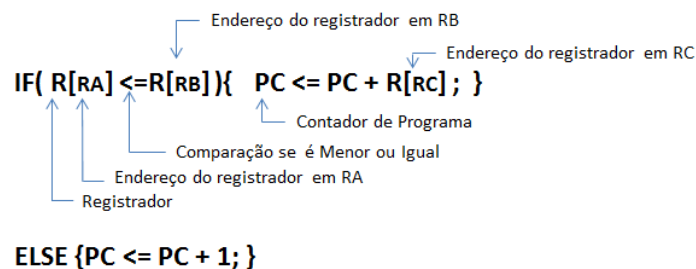 Endereço do registrador em RB
Endereço do registrador em RC
IF( R[RA] <=R[RB] ){ PC <= PC + R[RC] ; }
Contador de Programa
Comparação se é Menor ou Igual
Endereço do registrador em RA
Registrador
ELSE {PC <= PC + 1; }